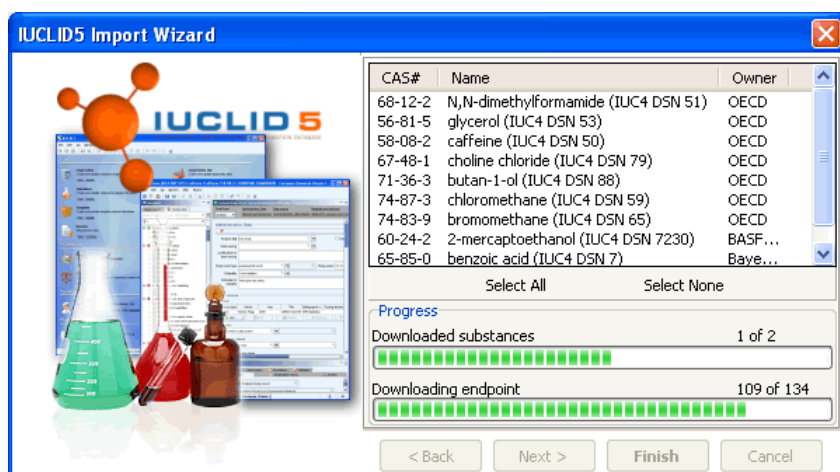 IUCLID5 Import Wizard
IUCLID 5
CAS# Name Owner
68-12-2 N,N-dimethylformamide (IUC4 DSN 51) OECD
56-81-5 glycerol (IUC4 DSN 53) OECD
58-08-2 caffeine (IUC4 DSN 50) OECD
67-48-1 choline chloride (IUC4 DSN 79) OECD
71-36-3 butan-1-ol (IUC4 DSN 88) OECD
74-87-3 chloromethane (IUC4 DSN 59) OECD
74-83-9 bromomethane (IUC4 DSN 65) OECD
60-24-2 2-mercaptoethanol (IUC4 DSN 7230) BASF...
65-85-0 benzoic acid (IUC4 DSN 7) Baye...
Select All Select None
Progress
Downloaded substances 1 of 2
Downloading endpoint 109 of 134
< Back Next > Finish Cancel